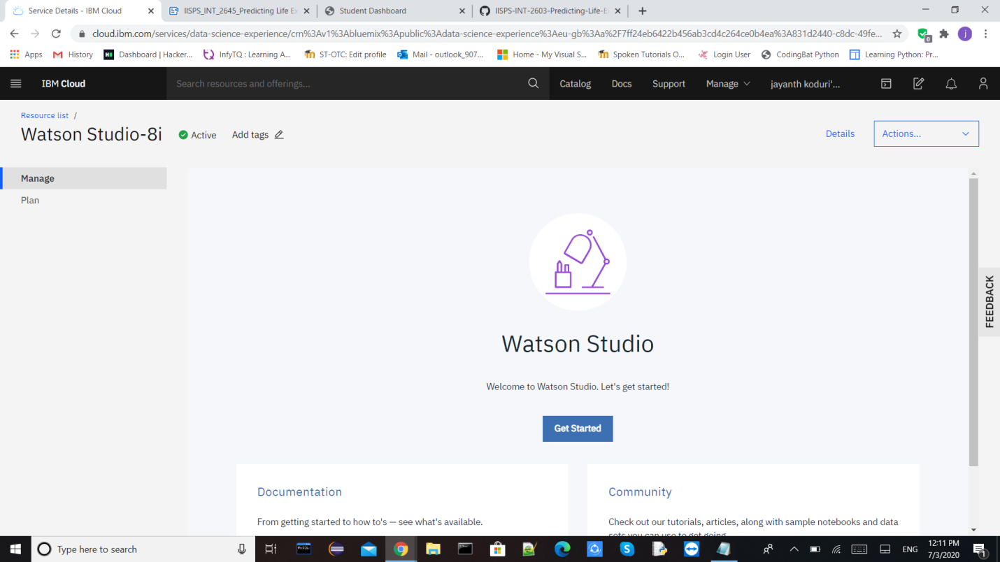 Service Details - IBM Cloud
IISPS_INT_2645_Predicting Life Ex
Student Dashboard
IISPS-INT-2603-Predicting-Life-Ex
cloud.ibm.com/services/data-science-experience/crn%3Av1%3Abluemix%3Apublic%3Adata-science-experience%3Aeu-gb%3Aa%2F7ff24eb6422b456ab3cd4c264ce0b4ea%3A831d2440-c8dc-49fe...
0
j
Apps
History
Dashboard | Hacker...
InfyTQ : Learning A...
ST-OTC: Edit profile
Mail - outlook_907...
Home - My Visual S...
Spoken Tutorials O...
Login User
CodingBat Python
Learning Python: Pr...
IBM Cloud
Search resources and offerings...
Catalog
Docs
Support
Manage
jayanth koduri'...
Resource list /
Watson Studio-8i
Active
Add tags
Details
Actions...
Manage
Plan
FEEDBACK
Watson Studio
Welcome to Watson Studio. Let's get started!
Get Started
Documentation
From getting started to how to's — see what's available.
Community
Check out our tutorials, articles, along with sample notebooks and data
sets you can use to get going.
Type here to search
ENG
12:11 PM
7/3/2020
1